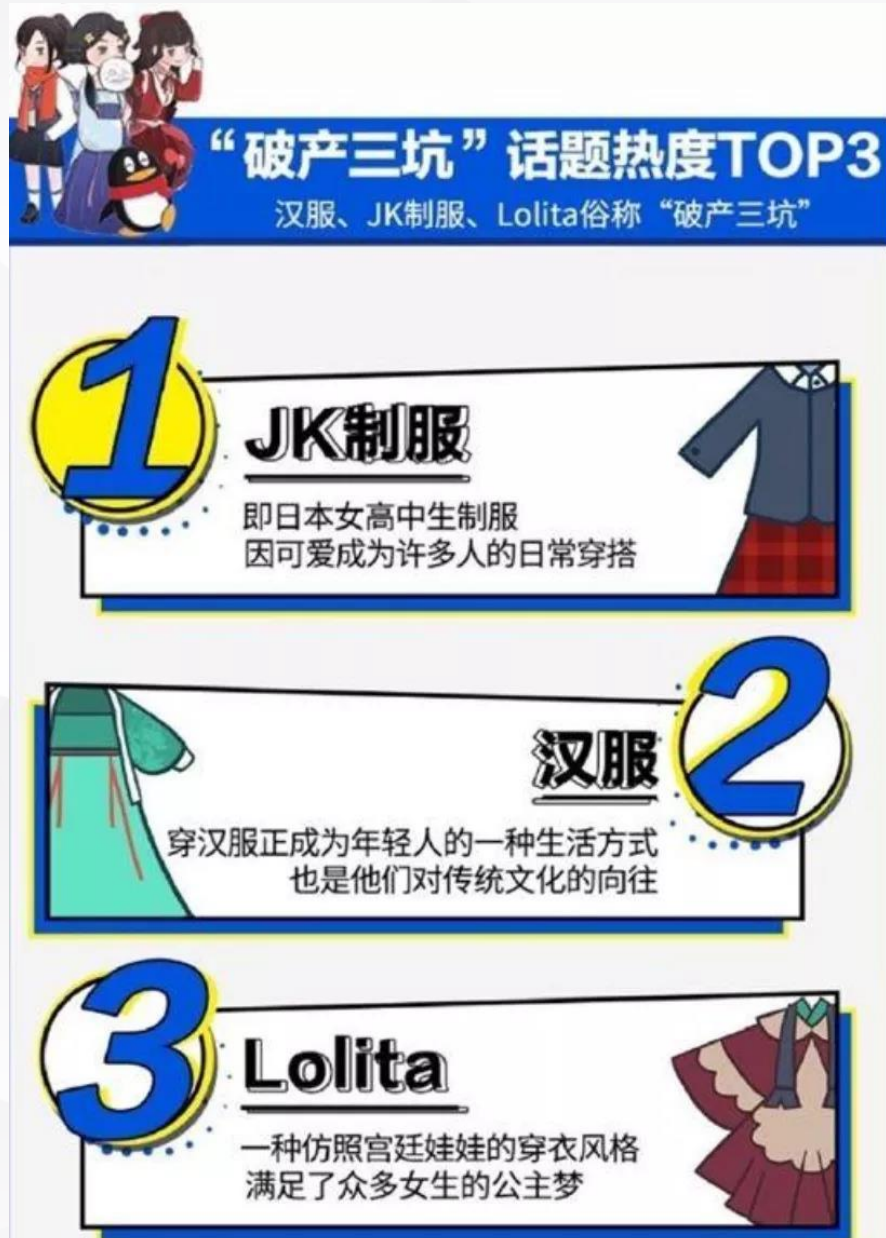 “破产三坑”话题热度TOP3
汉服、JK制服、Lolita俗称“破产三坑”
1
JK制服
即日本女高中生制服
因可爱成为许多人的日常穿搭
2
汉服
穿汉服正成为年轻人的一种生活方式
也是他们对传统文化的向往
3
Lolita
一种仿照宫廷娃娃的穿衣风格
满足了众多女生的公主梦